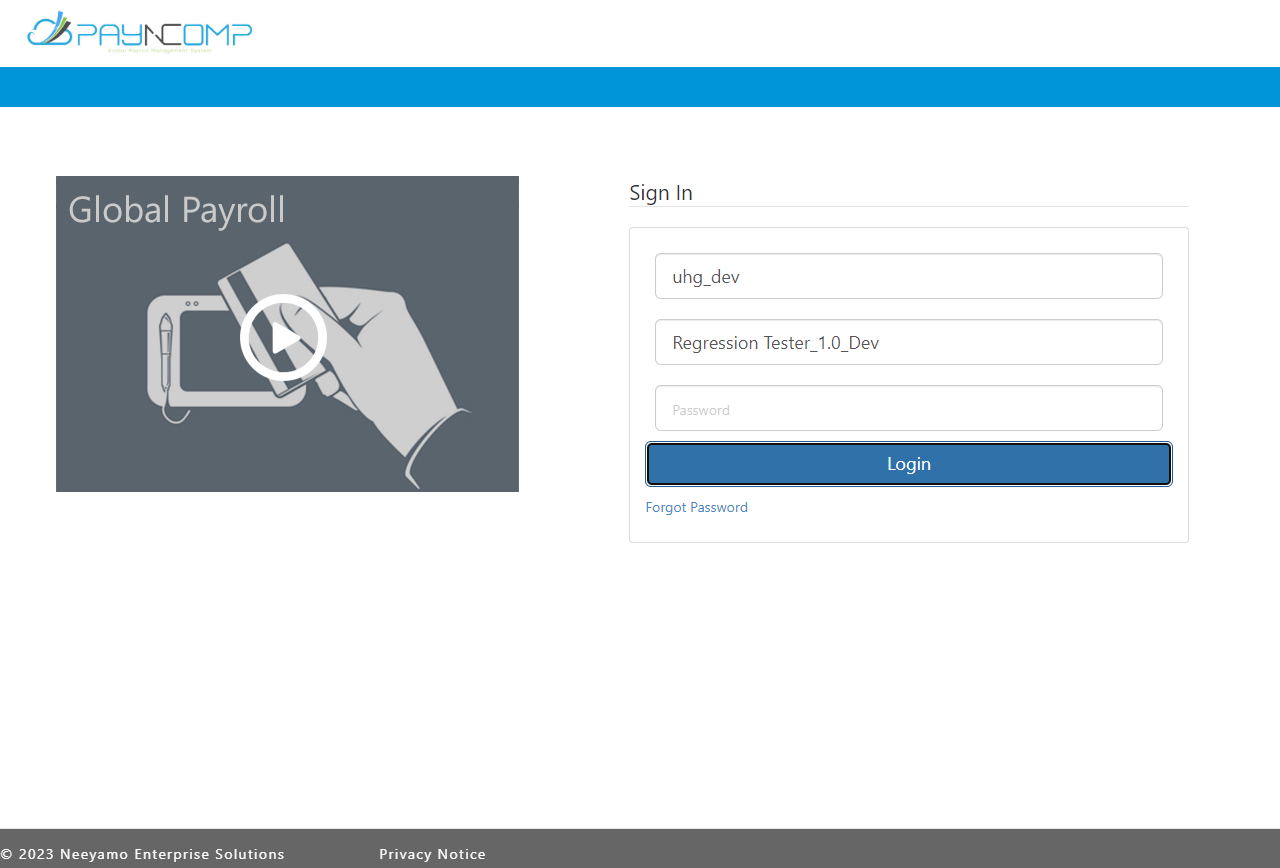 PAYNCOMP
Global Payroll Management System
Global Payroll
Sign In
uhg_dev
Regression Tester_1.0_Dev
Password
Login
Forgot Password
© 2023 Neeyamo Enterprise Solutions
Privacy Notice